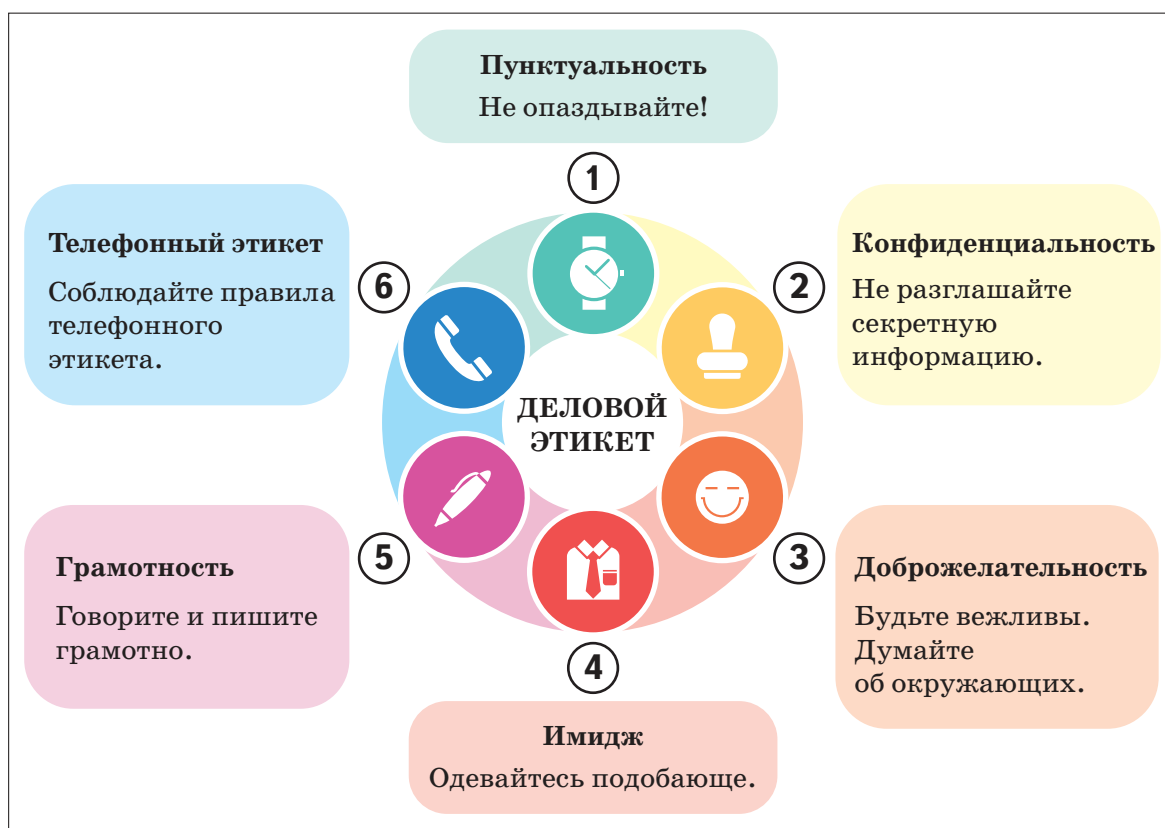 Пунктуальность
Не опаздывайте!
1
Конфиденциальность
Не разглашайте
секретную
информацию.
2
Доброжелательность
Будьте вежливы.
Думайте
об окружающих.
3
Имидж
Одевайтесь подобающе.
4
Грамотность
Говорите и пишите
грамотно.
5
Телефонный этикет
Соблюдайте правила
телефонного
этикета.
6
ДЕЛОВОЙ
ЭТИКЕТ